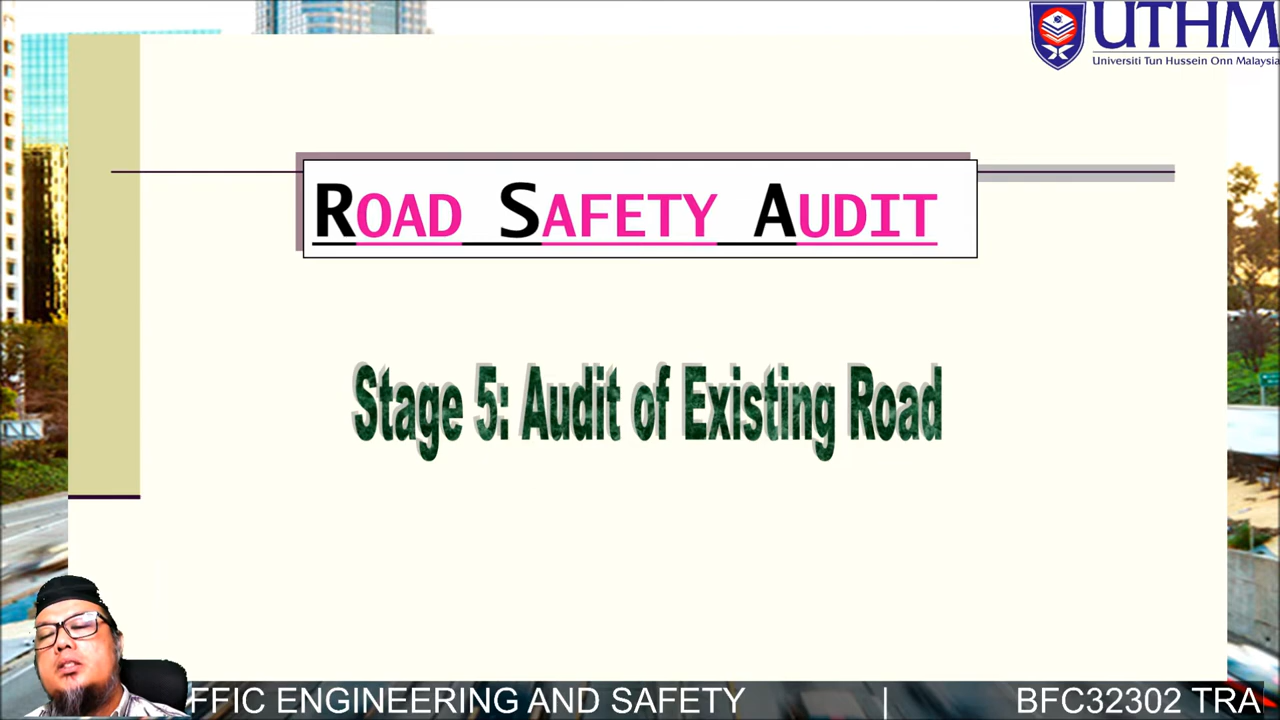 UTHM
Universiti Tun Hussein Onn Malaysia
ROAD SAFETY AUDIT
Stage 5: Audit of Existing Road
FFIC ENGINEERING AND SAFETY | BFC32302 TRA